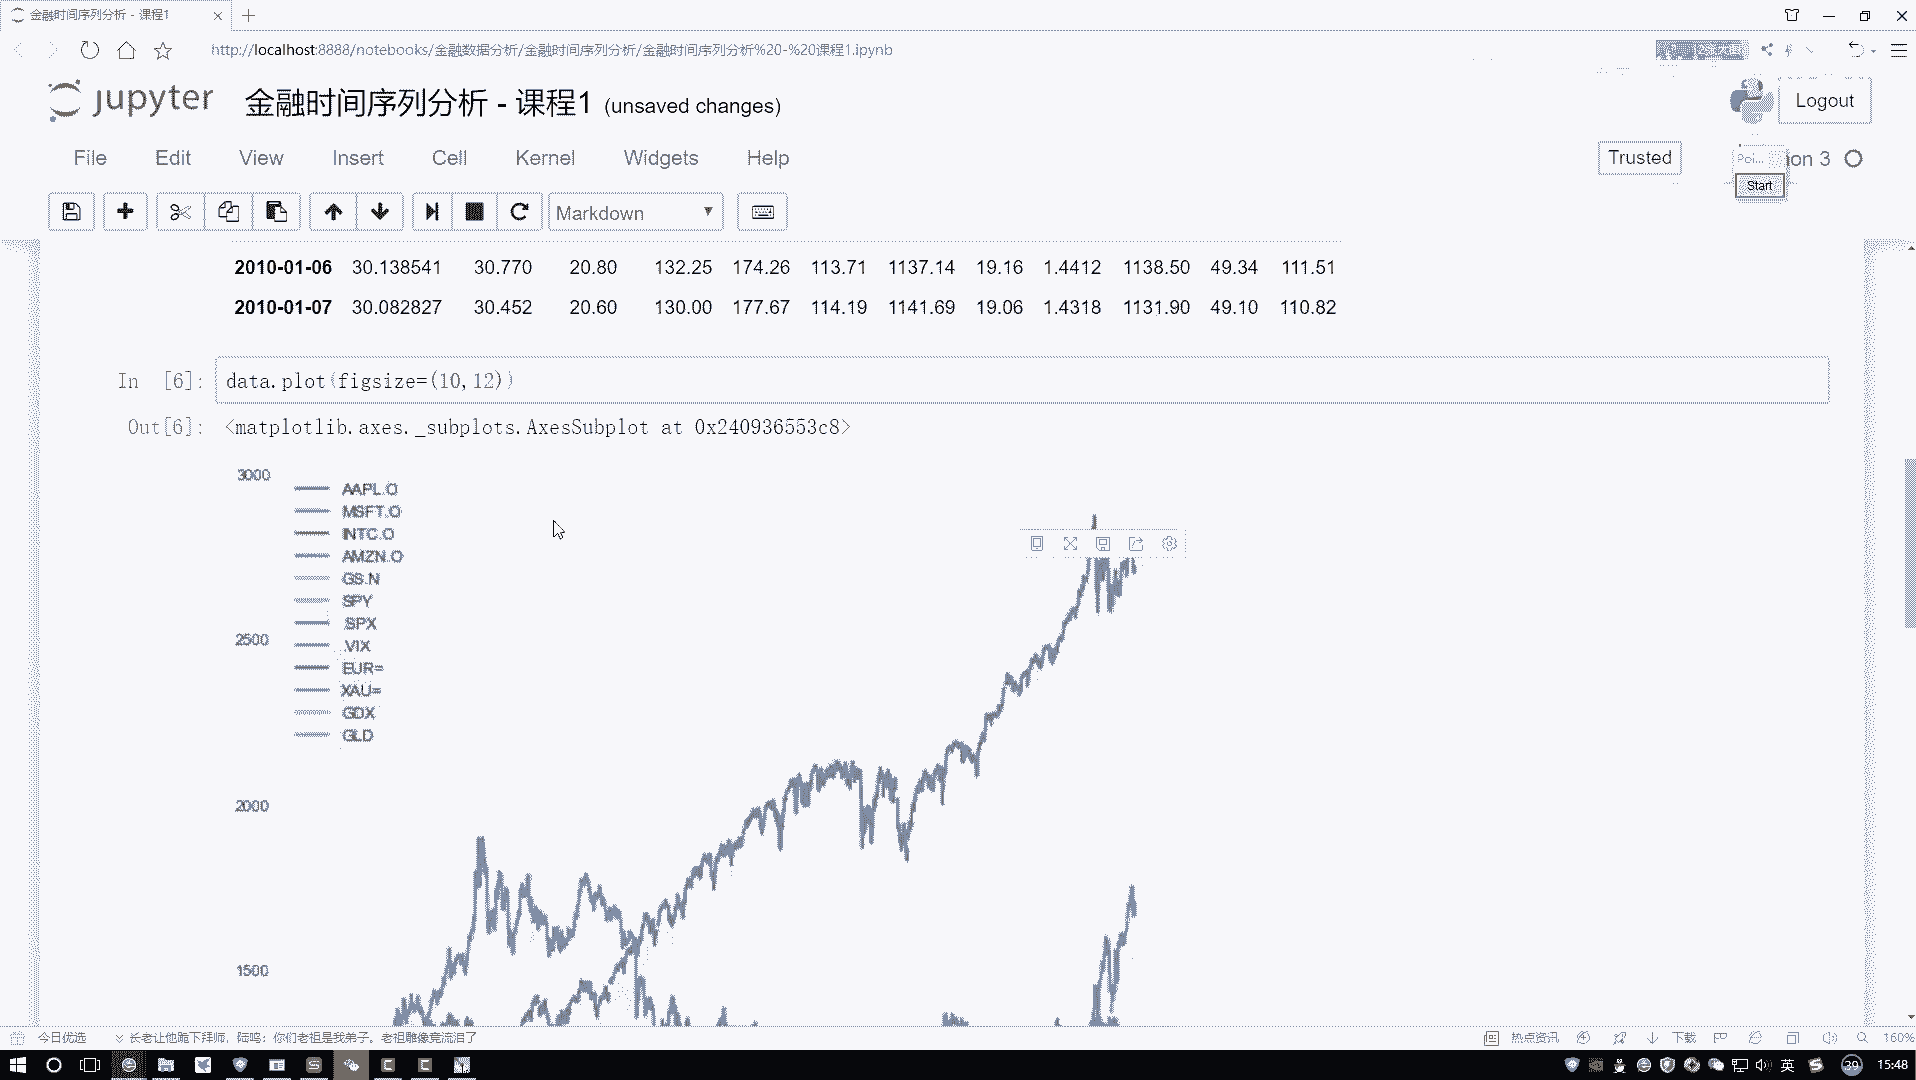 金融时间序列分析 - 课程1
http://localhost:8888/notebooks/金融数据分析/金融时间序列分析/金融时间序列分析%20-%20课程1.ipynb
jupyter 金融时间序列分析 - 课程1 (unsaved changes)
Logout
File Edit View Insert Cell Kernel Widgets Help
Trusted
Poi... ion 3
Start
Markdown
2010-01-06 30.138541 30.770 20.80 132.25 174.26 113.71 1137.14 19.16 1.4412 1138.50 49.34 111.51
2010-01-07 30.082827 30.452 20.60 130.00 177.67 114.19 1141.69 19.06 1.4318 1131.90 49.10 110.82
In [6]: data.plot(figsize=(10,12))
Out[6]: <matplotlib.axes._subplots.AxesSubplot at 0x240936553c8>
3000
AAPL.O
MSFT.O
INTC.O
AMZN.O
GS.N
SPY
.SPX
.VIX
EUR=
XAU=
GDX
GLD
2500
2000
1500
今日优选 长老让他跪下拜师，陆鸣：你们老祖是我弟子。老祖雕像竟流泪了
热点资讯 下载 160%
英 39 15:48